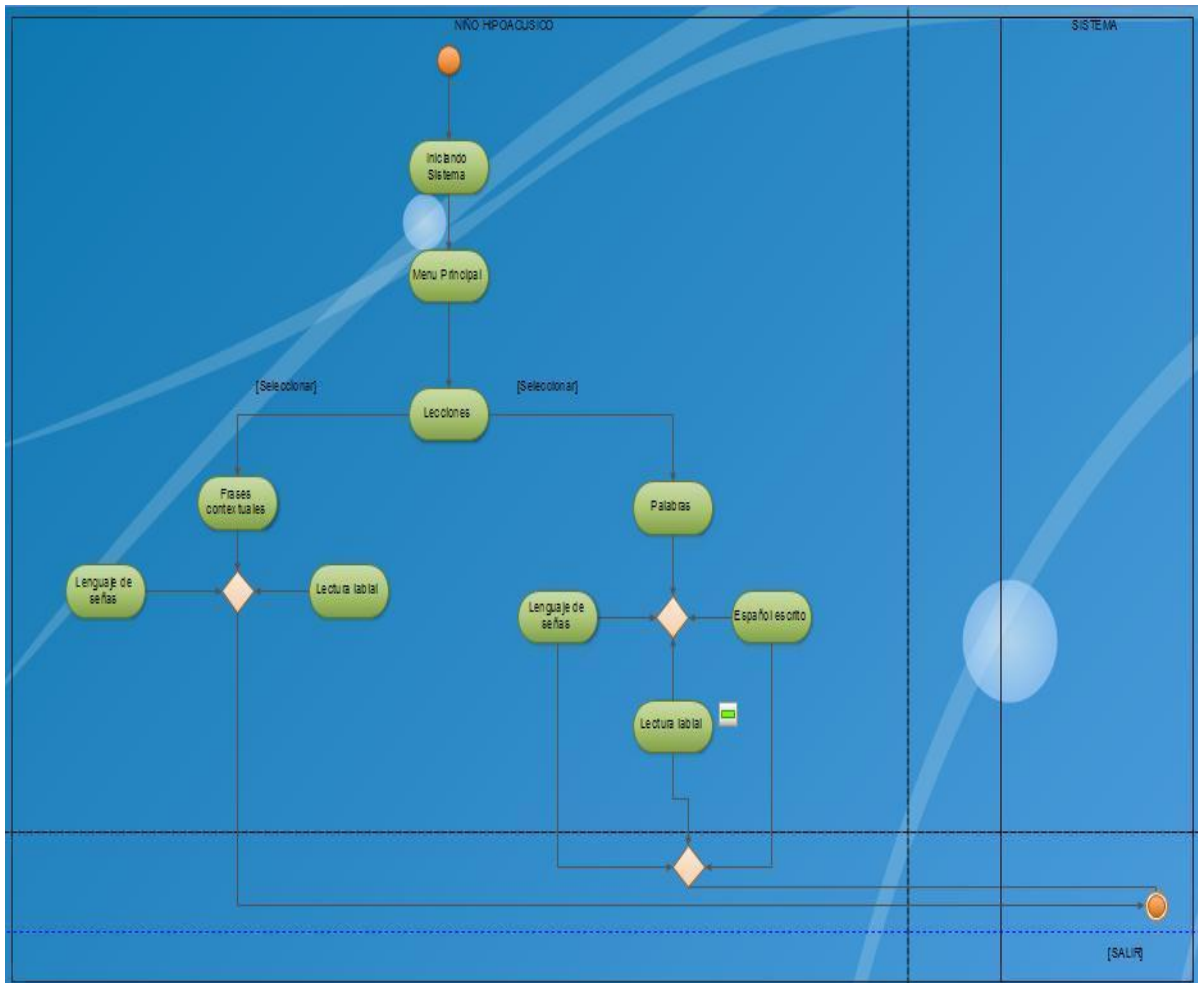 NIÑO HIPOACUSICO
SISTEMA
Iniciando
Sistema
Menu Principal
[Seleccionar]
[Seleccionar]
Lecciones
Frases
contextuales
Palabras
Lenguaje de
señas
Lectura labial
Lenguaje de
señas
Español escrito
Lectura labial
[SALIR]